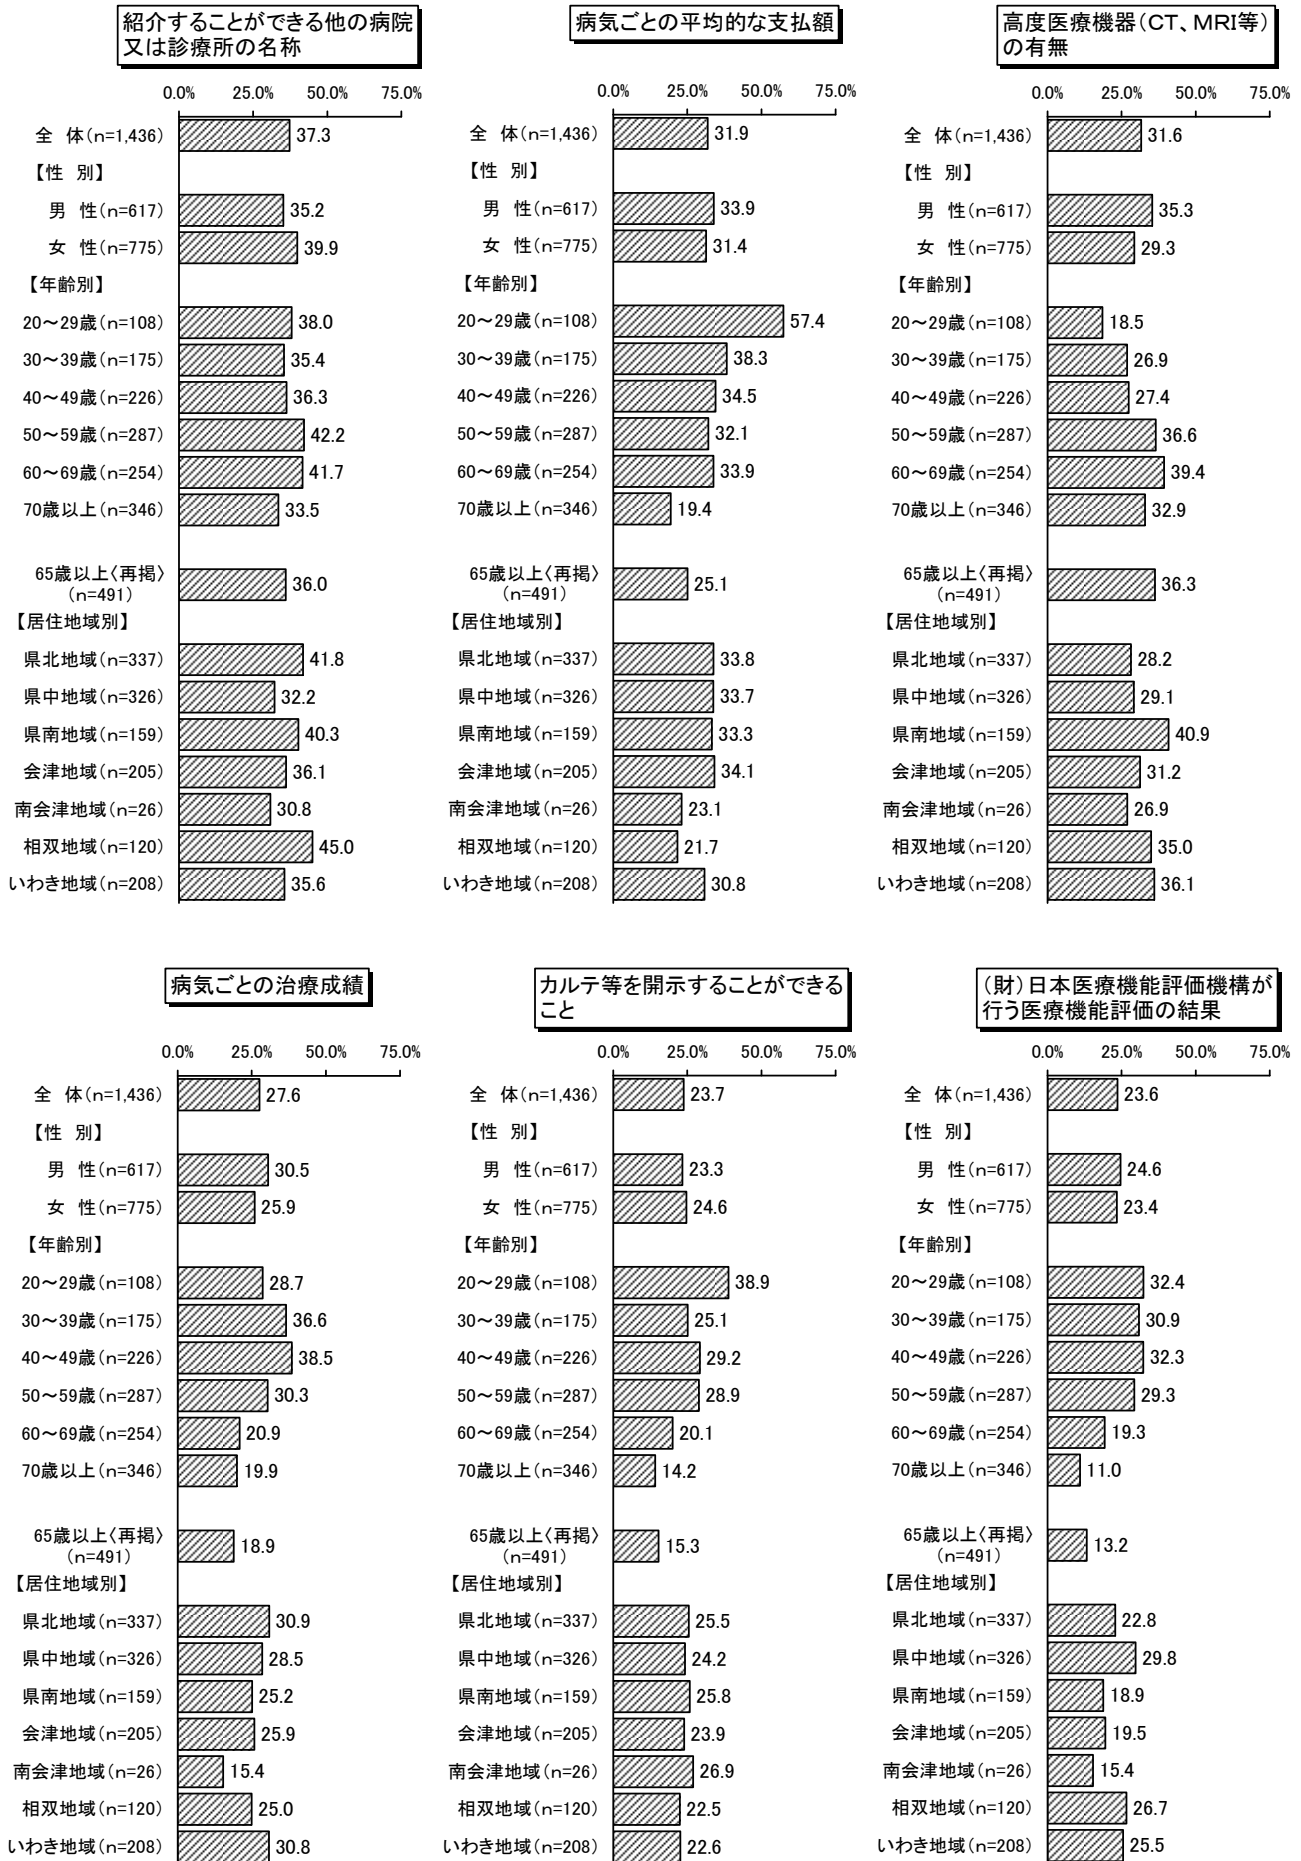 紹介することができる他の病院
又は診療所の名称
0.0% 25.0% 50.0% 75.0%
全 体(n=1,436) 37.3
【性 別】
男 性(n=617) 35.2
女 性(n=775) 39.9
【年齢別】
20～29歳(n=108) 38.0
30～39歳(n=175) 35.4
40～49歳(n=226) 36.3
50～59歳(n=287) 42.2
60～69歳(n=254) 41.7
70歳以上(n=346) 33.5
65歳以上〈再掲〉
(n=491) 36.0
【居住地域別】
県北地域(n=337) 41.8
県中地域(n=326) 32.2
県南地域(n=159) 40.3
会津地域(n=205) 36.1
南会津地域(n=26) 30.8
相双地域(n=120) 45.0
いわき地域(n=208) 35.6
病気ごとの平均的な支払額
0.0% 25.0% 50.0% 75.0%
全 体(n=1,436) 31.9
【性 別】
男 性(n=617) 33.9
女 性(n=775) 31.4
【年齢別】
20～29歳(n=108) 57.4
30～39歳(n=175) 38.3
40～49歳(n=226) 34.5
50～59歳(n=287) 32.1
60～69歳(n=254) 33.9
70歳以上(n=346) 19.4
65歳以上〈再掲〉
(n=491) 25.1
【居住地域別】
県北地域(n=337) 33.8
県中地域(n=326) 33.7
県南地域(n=159) 33.3
会津地域(n=205) 34.1
南会津地域(n=26) 23.1
相双地域(n=120) 21.7
いわき地域(n=208) 30.8
高度医療機器(CT、MRI等)
の有無
0.0% 25.0% 50.0% 75.0%
全 体(n=1,436) 31.6
【性 別】
男 性(n=617) 35.3
女 性(n=775) 29.3
【年齢別】
20～29歳(n=108) 18.5
30～39歳(n=175) 26.9
40～49歳(n=226) 27.4
50～59歳(n=287) 36.6
60～69歳(n=254) 39.4
70歳以上(n=346) 32.9
65歳以上〈再掲〉
(n=491) 36.3
【居住地域別】
県北地域(n=337) 28.2
県中地域(n=326) 29.1
県南地域(n=159) 40.9
会津地域(n=205) 31.2
南会津地域(n=26) 26.9
相双地域(n=120) 35.0
いわき地域(n=208) 36.1
病気ごとの治療成績
0.0% 25.0% 50.0% 75.0%
全 体(n=1,436) 27.6
【性 別】
男 性(n=617) 30.5
女 性(n=775) 25.9
【年齢別】
20～29歳(n=108) 28.7
30～39歳(n=175) 36.6
40～49歳(n=226) 38.5
50～59歳(n=287) 30.3
60～69歳(n=254) 20.9
70歳以上(n=346) 19.9
65歳以上〈再掲〉
(n=491) 18.9
【居住地域別】
県北地域(n=337) 30.9
県中地域(n=326) 28.5
県南地域(n=159) 25.2
会津地域(n=205) 25.9
南会津地域(n=26) 15.4
相双地域(n=120) 25.0
いわき地域(n=208) 30.8
カルテ等を開示することができる
こと
0.0% 25.0% 50.0% 75.0%
全 体(n=1,436) 23.7
【性 別】
男 性(n=617) 23.3
女 性(n=775) 24.6
【年齢別】
20～29歳(n=108) 38.9
30～39歳(n=175) 25.1
40～49歳(n=226) 29.2
50～59歳(n=287) 28.9
60～69歳(n=254) 20.1
70歳以上(n=346) 14.2
65歳以上〈再掲〉
(n=491) 15.3
【居住地域別】
県北地域(n=337) 25.5
県中地域(n=326) 24.2
県南地域(n=159) 25.8
会津地域(n=205) 23.9
南会津地域(n=26) 26.9
相双地域(n=120) 22.5
いわき地域(n=208) 22.6
(財)日本医療機能評価機構が
行う医療機能評価の結果
0.0% 25.0% 50.0% 75.0%
全 体(n=1,436) 23.6
【性 別】
男 性(n=617) 24.6
女 性(n=775) 23.4
【年齢別】
20～29歳(n=108) 32.4
30～39歳(n=175) 30.9
40～49歳(n=226) 32.3
50～59歳(n=287) 29.3
60～69歳(n=254) 19.3
70歳以上(n=346) 11.0
65歳以上〈再掲〉
(n=491) 13.2
【居住地域別】
県北地域(n=337) 22.8
県中地域(n=326) 29.8
県南地域(n=159) 18.9
会津地域(n=205) 19.5
南会津地域(n=26) 15.4
相双地域(n=120) 26.7
いわき地域(n=208) 25.5